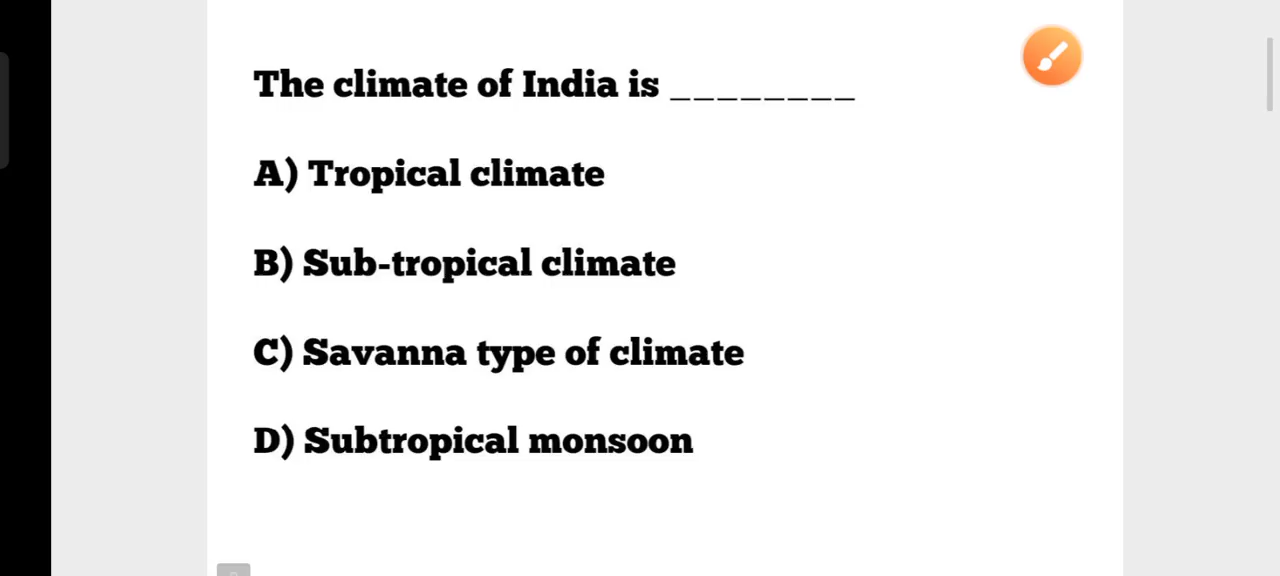 The climate of India is ________
A) Tropical climate
B) Sub-tropical climate
C) Savanna type of climate
D) Subtropical monsoon